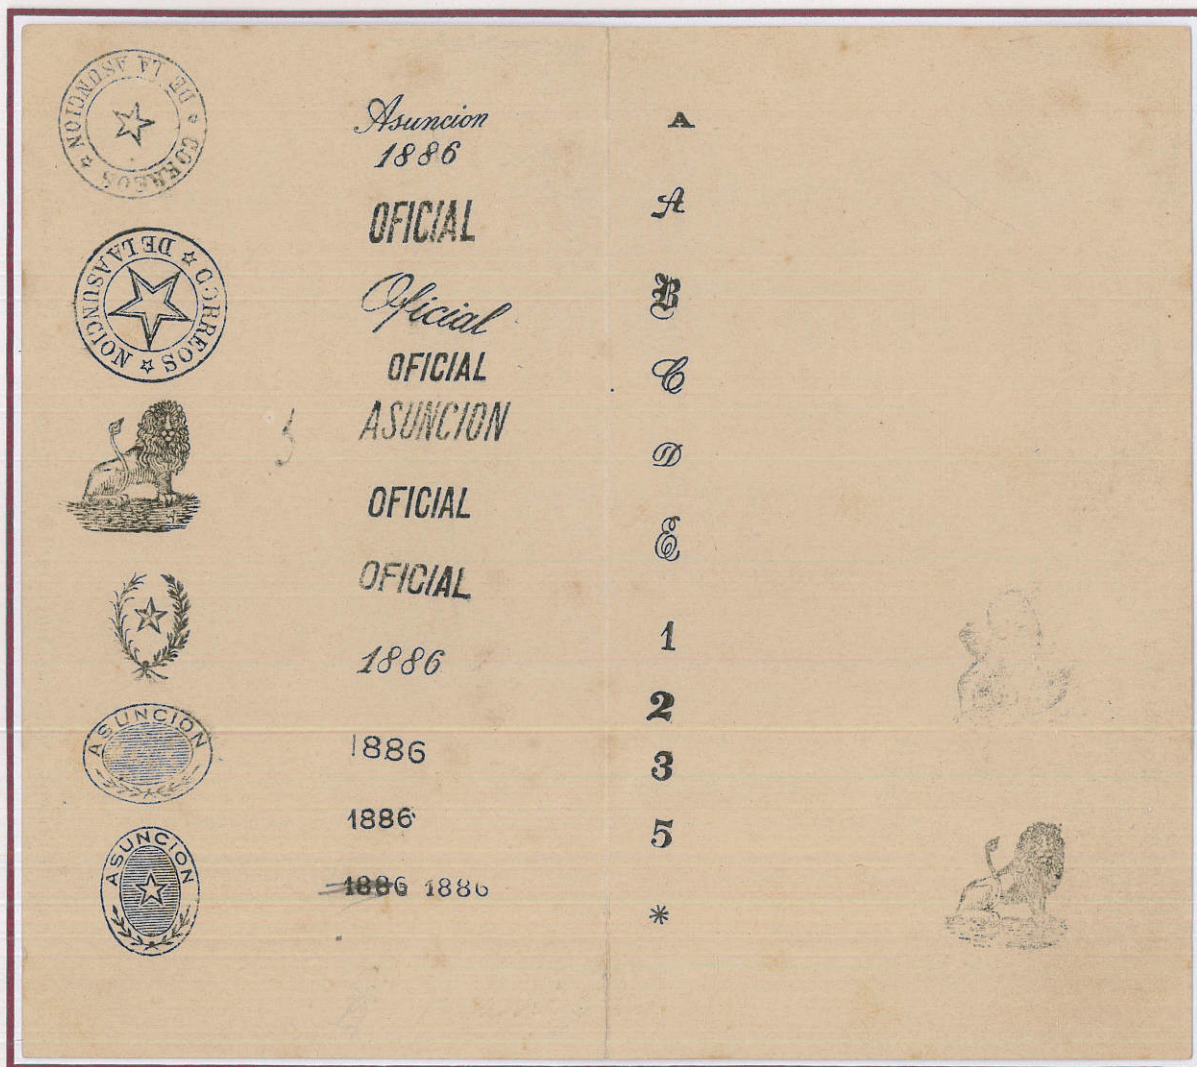 CORREOS ★ DE LA ASUNCION ★
CORREOS ★ DE LA ASUNCION ★
ASUNCION
ASUNCION
Asuncion
1886
OFICIAL
Oficial
OFICIAL
ASUNCION
OFICIAL
OFICIAL
1886
1886
1886
1886 1886
A
A
B
C
D
E
1
2
3
5
*